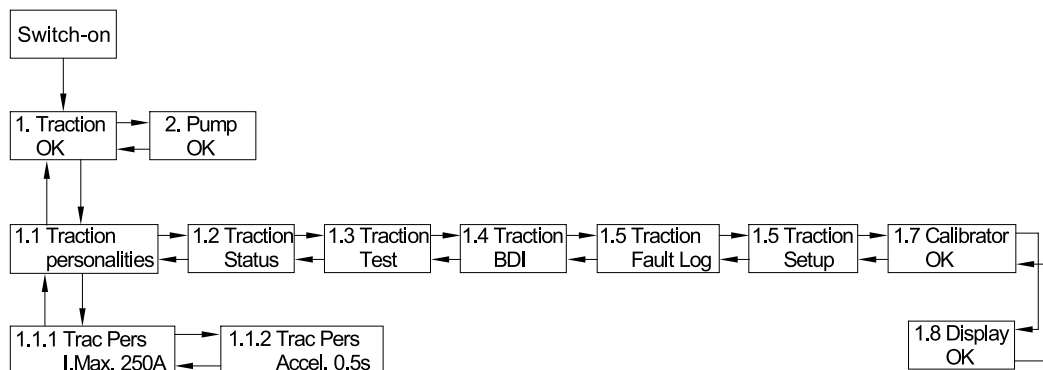 Switch-on
1. Traction
OK
2. Pump
OK
1.1 Traction
personalities
1.2 Traction
Status
1.3 Traction
Test
1.4 Traction
BDI
1.5 Traction
Fault Log
1.5 Traction
Setup
1.7 Calibrator
OK
1.1.1 Trac Pers
I.Max. 250A
1.1.2 Trac Pers
Accel. 0.5s
1.8 Display
OK